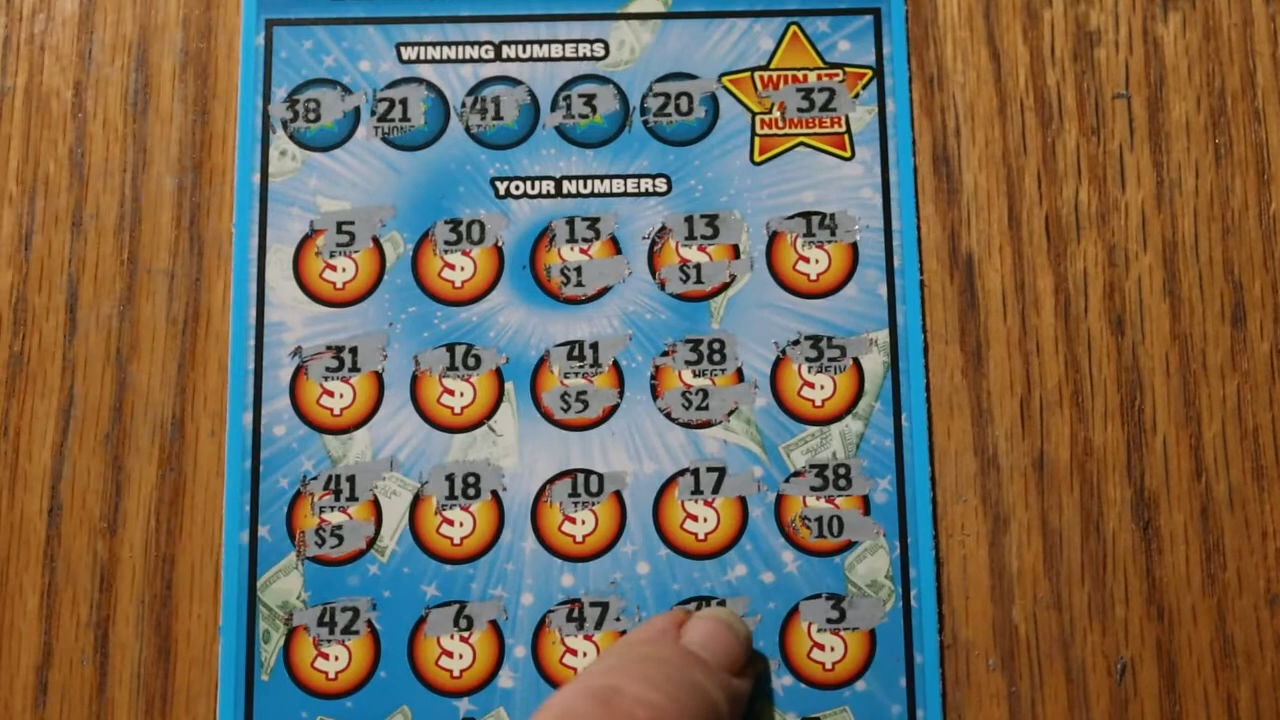 WINNING NUMBERS
38 21 41 13 20
WIN IT
32
NUMBER
YOUR NUMBERS
5 30 13 13 14
$1 $1
31 16 41 38 35
$5 $2
41 18 10 17 38
$5 $10
42 6 47 41 3